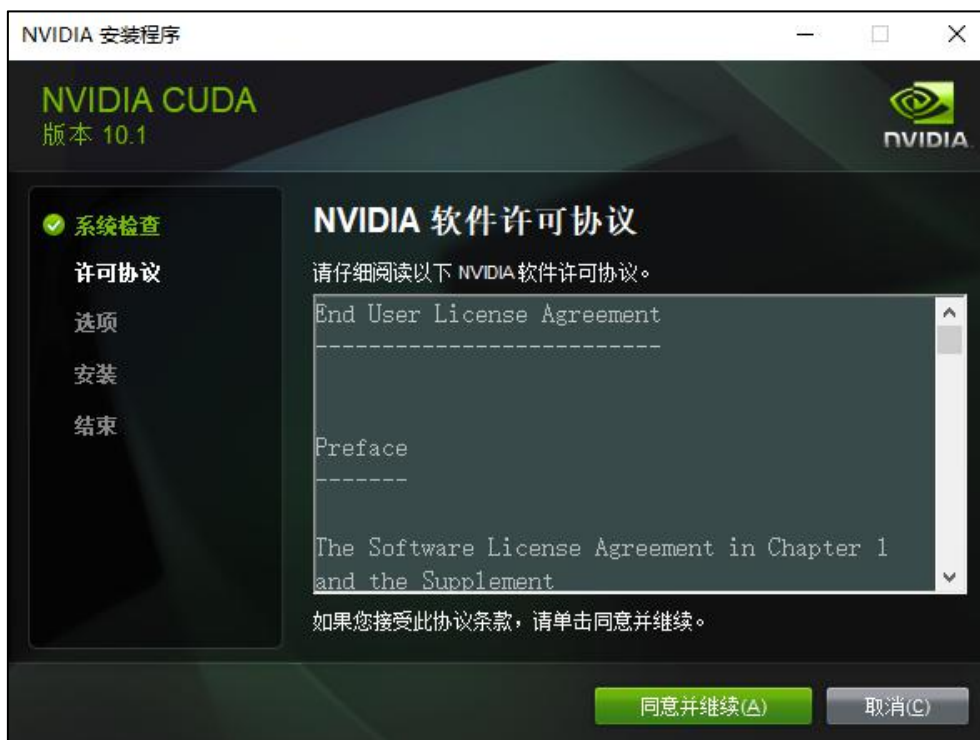 NVIDIA 安装程序
NVIDIA CUDA
版本 10.1
NVIDIA
系统检查
许可协议
选项
安装
结束
NVIDIA 软件许可协议
请仔细阅读以下 NVIDIA 软件许可协议。
End User License Agreement
--------------------------
Preface
-------
The Software License Agreement in Chapter 1
and the Supplement
如果您接受此协议条款，请单击同意并继续。
同意并继续(A)
取消(C)